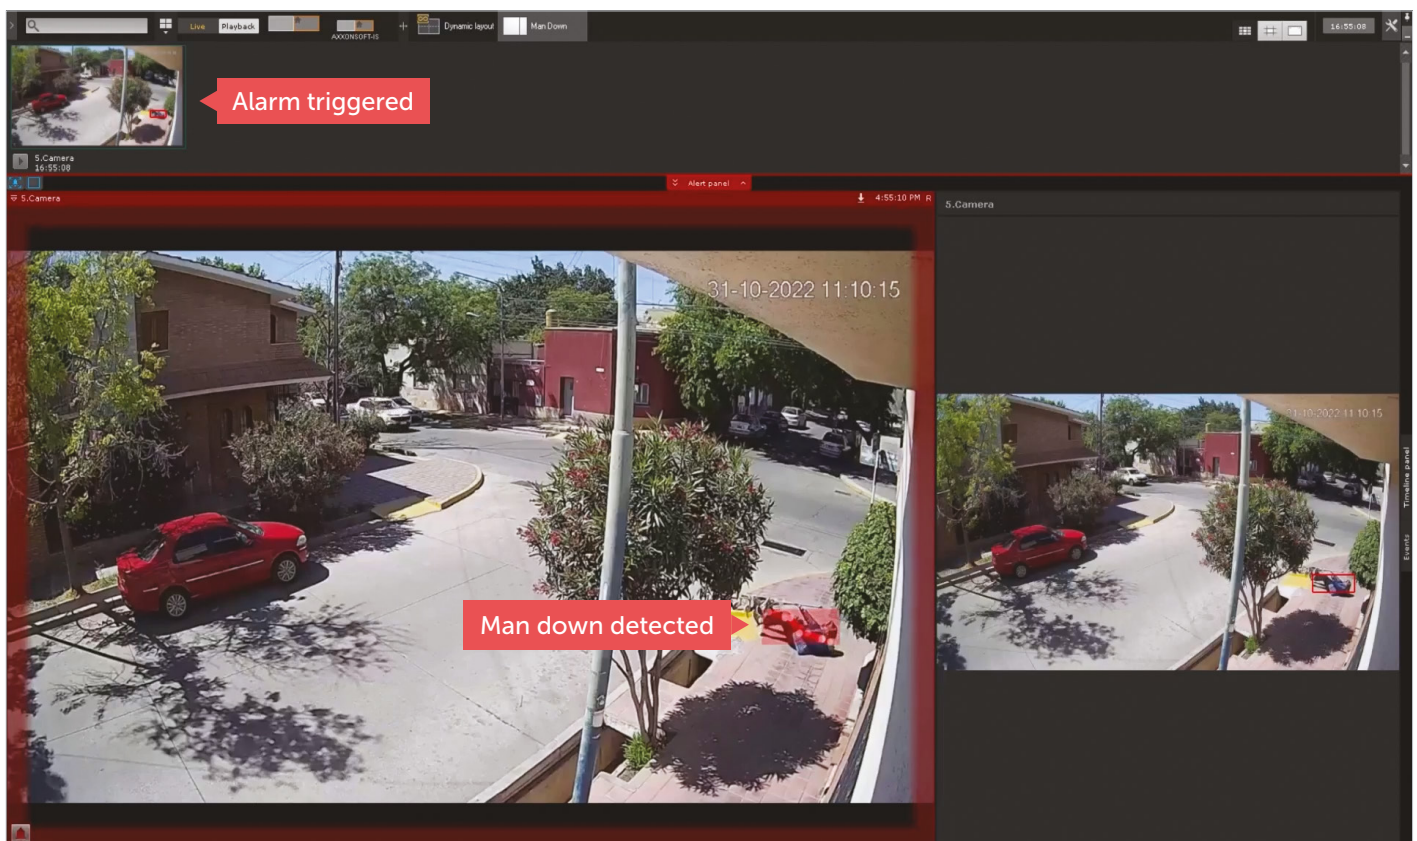 Live
Playback
AXXONSOFT-IS
Dynamic layout
Man Down
16:55:08
Alarm triggered
5.Camera
16:55:08
Alert panel
5.Camera
4:55:10 PM R
5.Camera
31-10-2022 11:10:15
31-10-2022 11:10:15
Timeline panel
Events
Man down detected